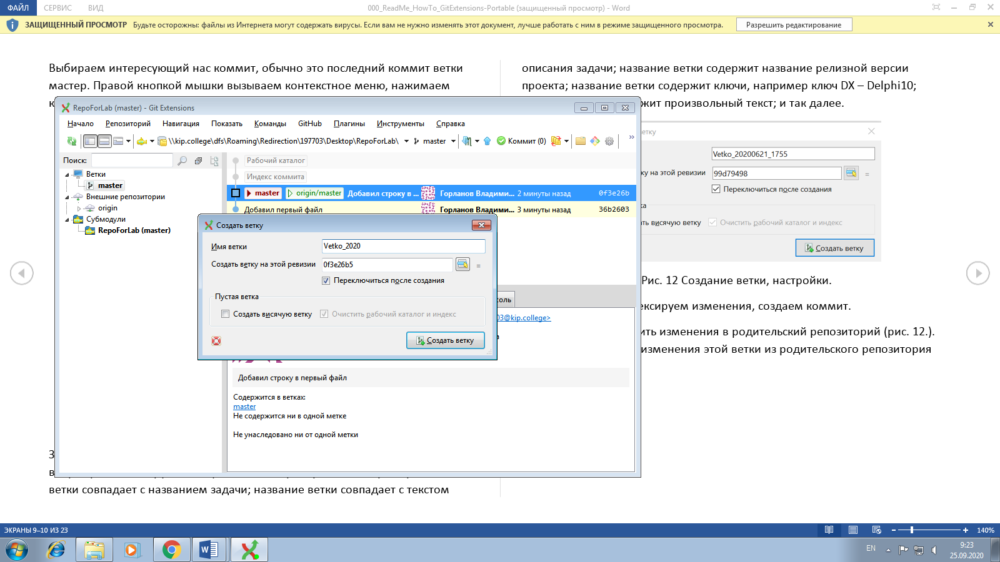 ФАЙЛ СЕРВИС ВИД 000_ReadMe_HowTo_GitExtensions-Portable (защищенный просмотр) - Word
ЗАЩИЩЕННЫЙ ПРОСМОТР Будьте осторожны: файлы из Интернета могут содержать вирусы. Если вам не нужно изменять этот документ, лучше работать с ним в режиме защищенного просмотра. Разрешить редактирование
Выбираем интересующий нас коммит, обычно это последний коммит ветки
мастер. Правой кнопкой мышки вызываем контекстное меню, нажимаем
к
RepoForLab (master) - Git Extensions
Начало Репозиторий Навигация Показать Команды GitHub Плагины Инструменты Справка
\\kip.college\dfs\Roaming\Redirection\197703\Desktop\RepoForLab\ master Коммит (0) »
Поиск:
Ветки
master
Внешние репозитории
origin
Субмодули
RepoForLab (master)
Рабочий каталог
Индекс коммита
master origin/master Добавил строку в ... Горланов Владими... 2 минуты назад 0f3e26b
Добавил первый файл Горланов Владими... 3 минуты назад 36b2603
Создать ветку
Имя ветки Vetko_2020
Создать ветку на этой ревизии 0f3e26b5 =
Переключиться после создания
Пустая ветка
Создать висячую ветку Очистить рабочий каталог и индекс
Создать ветку
соль
03@kip.college>
а
Добавил строку в первый файл
Содержится в ветках:
master
Не содержится ни в одной метке
Не унаследовано ни от одной метки
З
ветки совпадает с названием задачи; название ветки совпадает с текстом
описания задачи; название ветки содержит название релизной версии
проекта; название ветки содержит ключи, например ключ DX – Delphi10;
жит произвольный текст; и так далее.
етку
Vetko_20200621_1755
ку на этой ревизии 99d79498 =
Переключиться после создания
ка
ть висячую ветку Очистить рабочий каталог и индекс
Создать ветку
Рис. 12 Создание ветки, настройки.
ексируем изменения, создаем коммит.
ить изменения в родительский репозиторий (рис. 12.).
изменения этой ветки из родительского репозитория
ЭКРАНЫ 9–10 ИЗ 23 140%
EN 9:23
25.09.2020